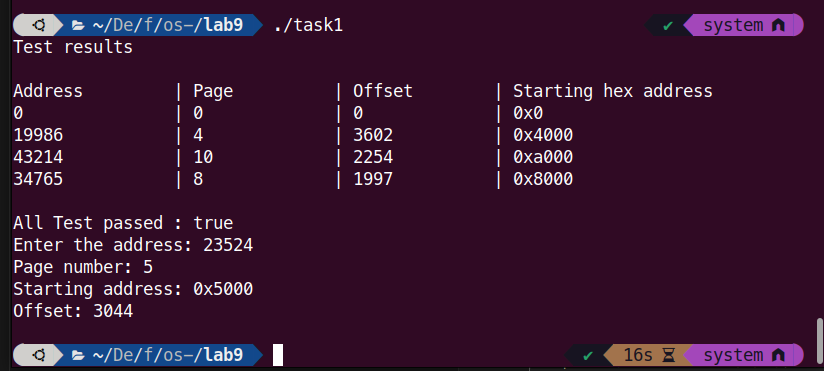 ~/De/f/os-/lab9 ./task1 ✔ system
Test results
Address | Page | Offset | Starting hex address
0 | 0 | 0 | 0x0
19986 | 4 | 3602 | 0x4000
43214 | 10 | 2254 | 0xa000
34765 | 8 | 1997 | 0x8000
All Test passed : true
Enter the address: 23524
Page number: 5
Starting address: 0x5000
Offset: 3044
~/De/f/os-/lab9 ✔ 16s system